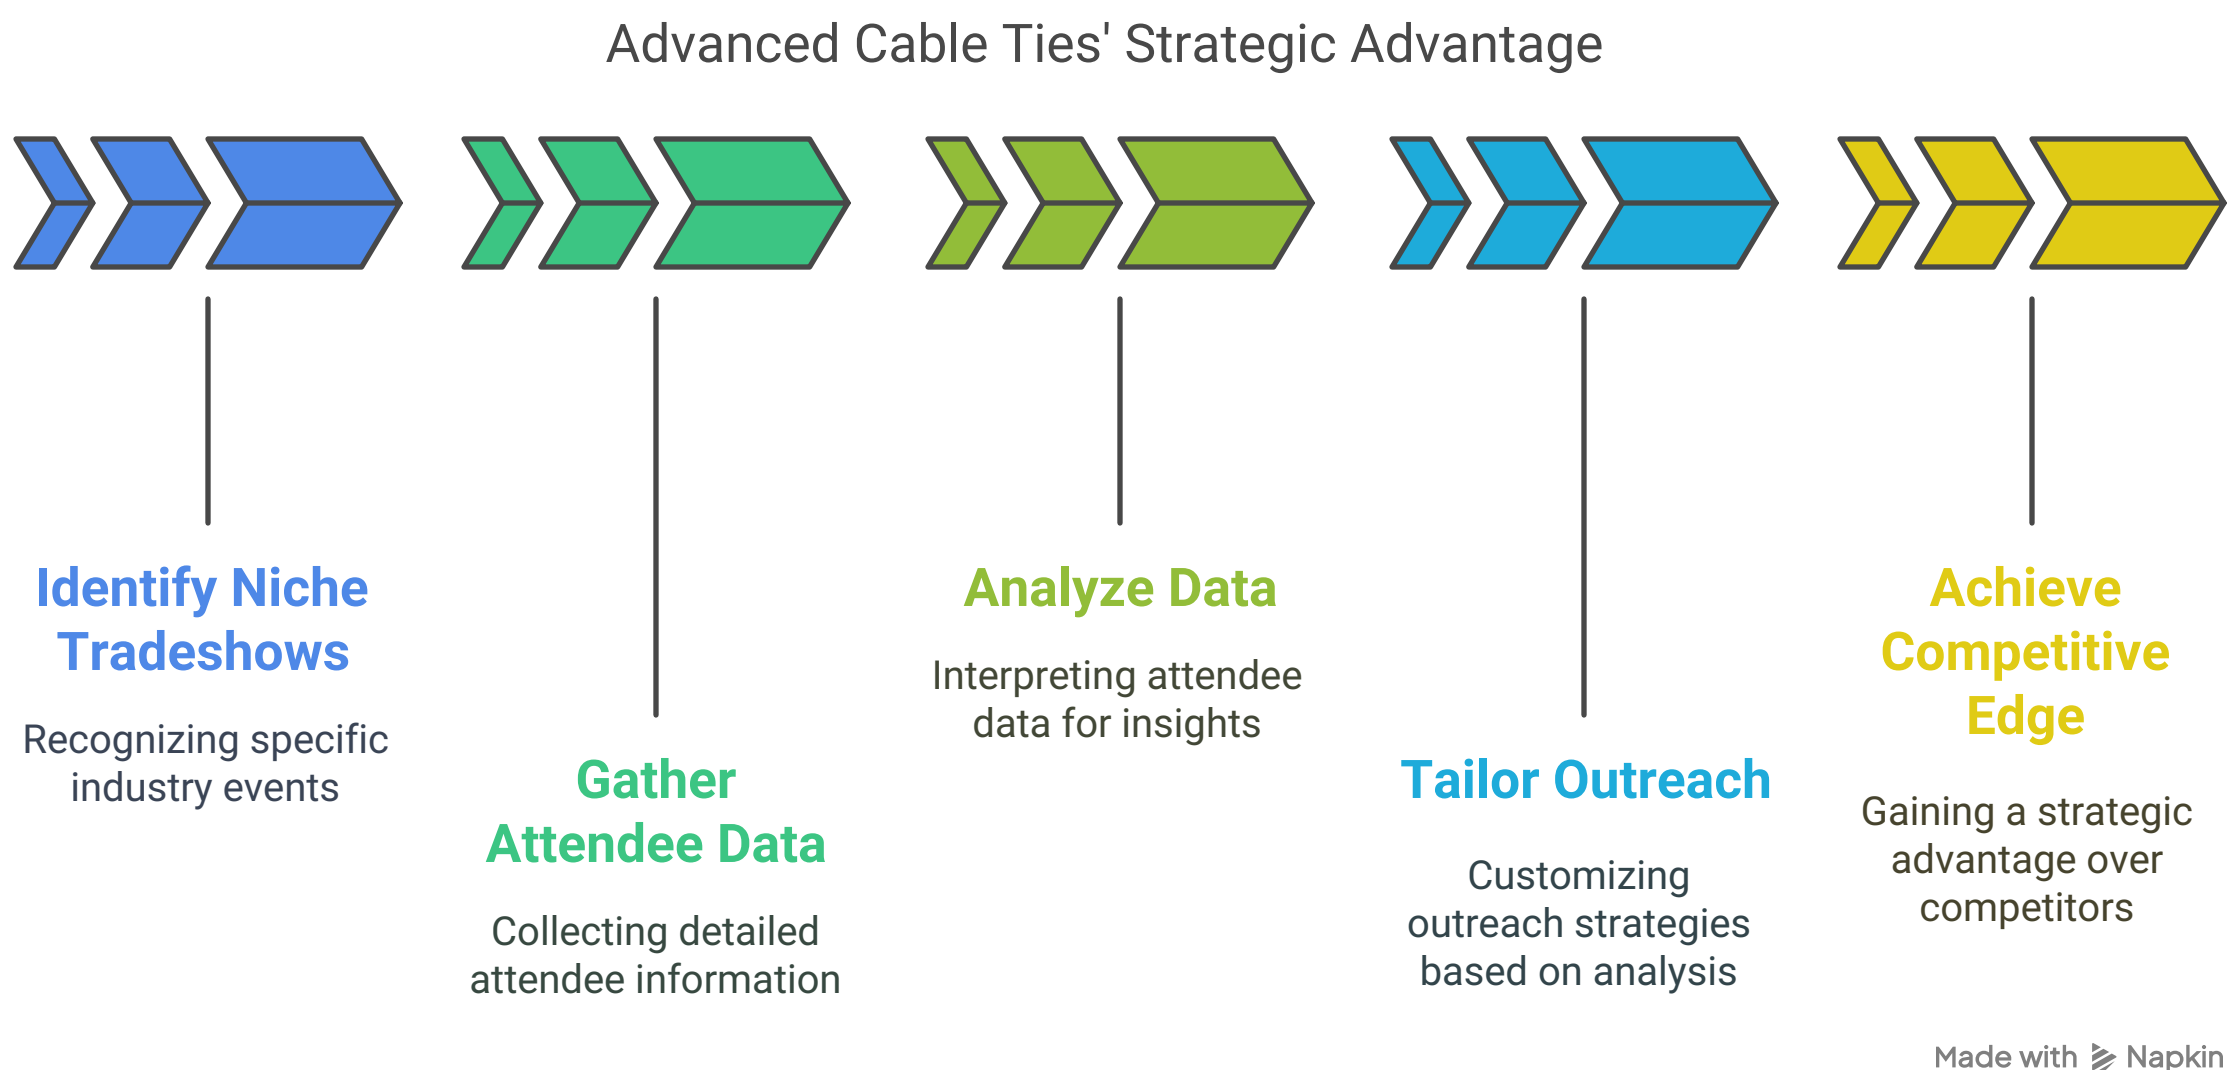 Advanced Cable Ties' Strategic Advantage
Identify Niche
Tradeshows
Recognizing specific
industry events
Gather
Attendee Data
Collecting detailed
attendee information
Analyze Data
Interpreting attendee
data for insights
Tailor Outreach
Customizing
outreach strategies
based on analysis
Achieve
Competitive
Edge
Gaining a strategic
advantage over
competitors
Made with Napkin